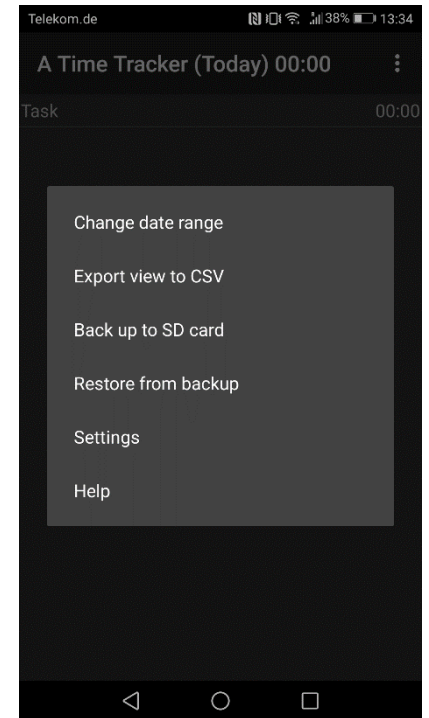 Telekom.de 38% 13:34
A Time Tracker (Today) 00:00
Task 00:00
Change date range
Export view to CSV
Back up to SD card
Restore from backup
Settings
Help